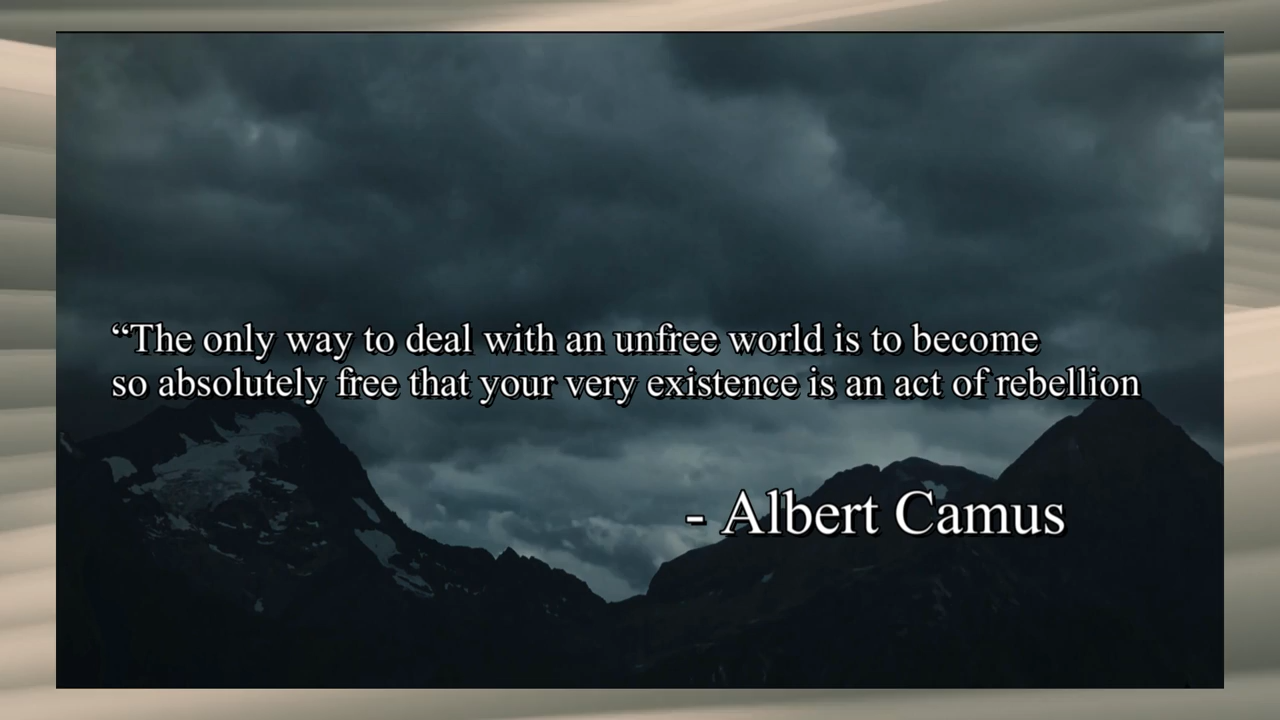 “The only way to deal with an unfree world is to become
so absolutely free that your very existence is an act of rebellion
- Albert Camus